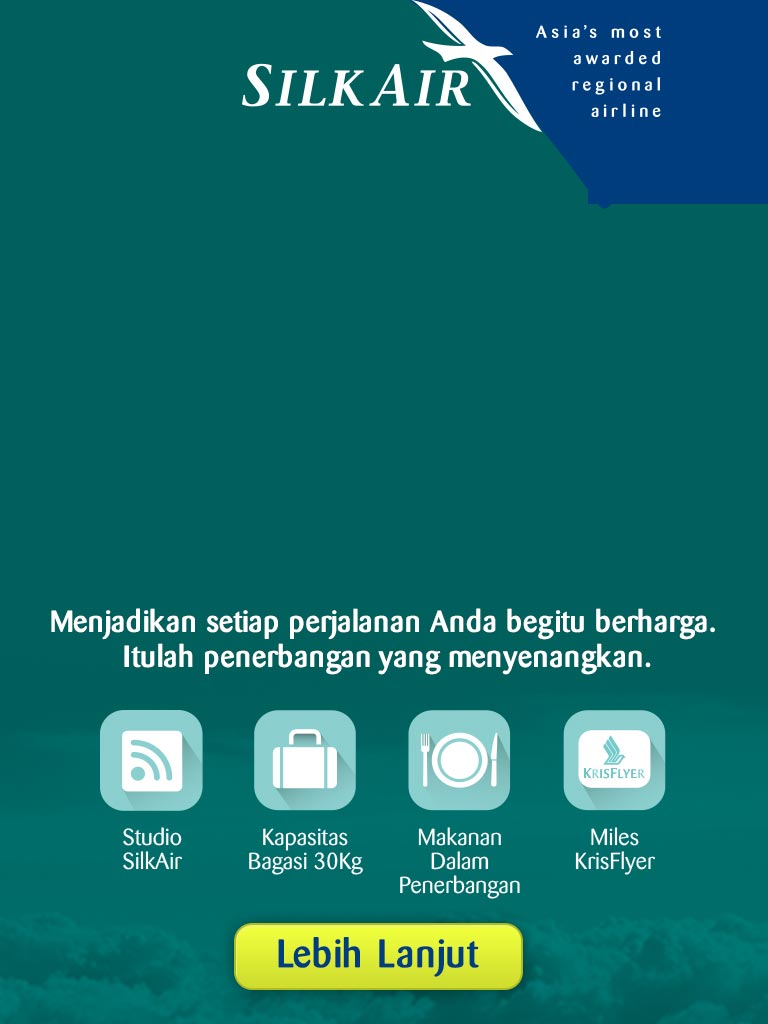 SILKAIR
Asia's most
awarded
regional
airline
Menjadikan setiap perjalanan Anda begitu berharga.
Itulah penerbangan yang menyenangkan.
KRISFLYER
Studio
SilkAir
Kapasitas
Bagasi 30Kg
Makanan
Dalam
Penerbangan
Miles
KrisFlyer
Lebih Lanjut